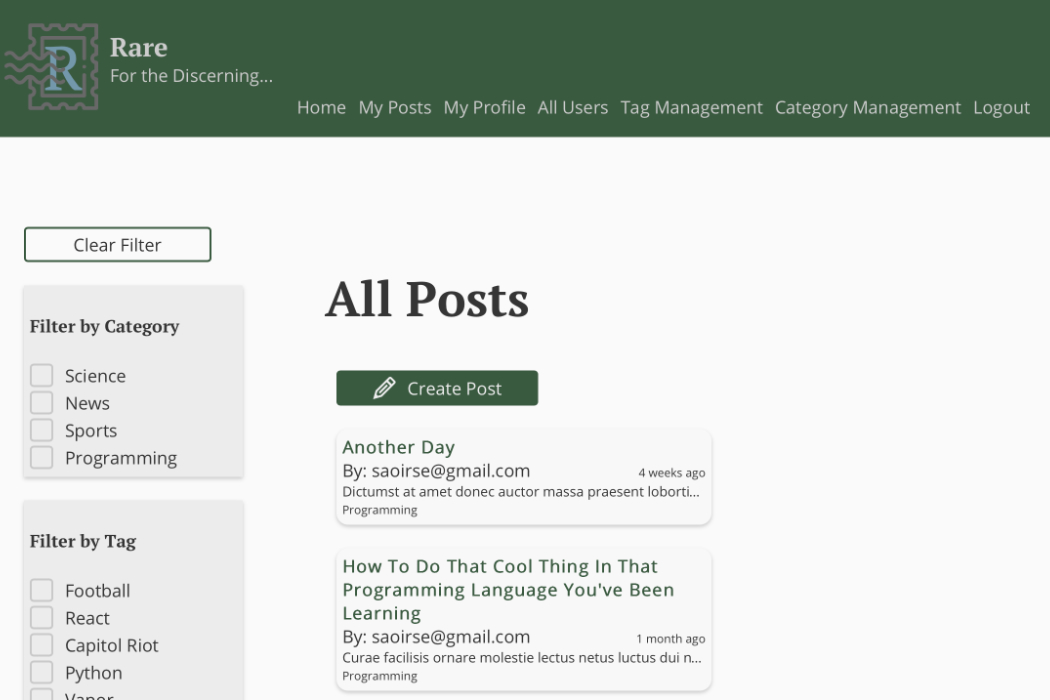 R
Rare
For the Discerning...
Home My Posts My Profile All Users Tag Management Category Management Logout
Clear Filter
Filter by Category
Science
News
Sports
Programming
Filter by Tag
Football
React
Capitol Riot
Python
Vapor
All Posts
Create Post
Another Day
By: saoirse@gmail.com 4 weeks ago
Dictumst at amet donec auctor massa praesent loborti...
Programming
How To Do That Cool Thing In That
Programming Language You've Been
Learning
By: saoirse@gmail.com 1 month ago
Curae facilisis ornare molestie lectus netus luctus dui n...
Programming